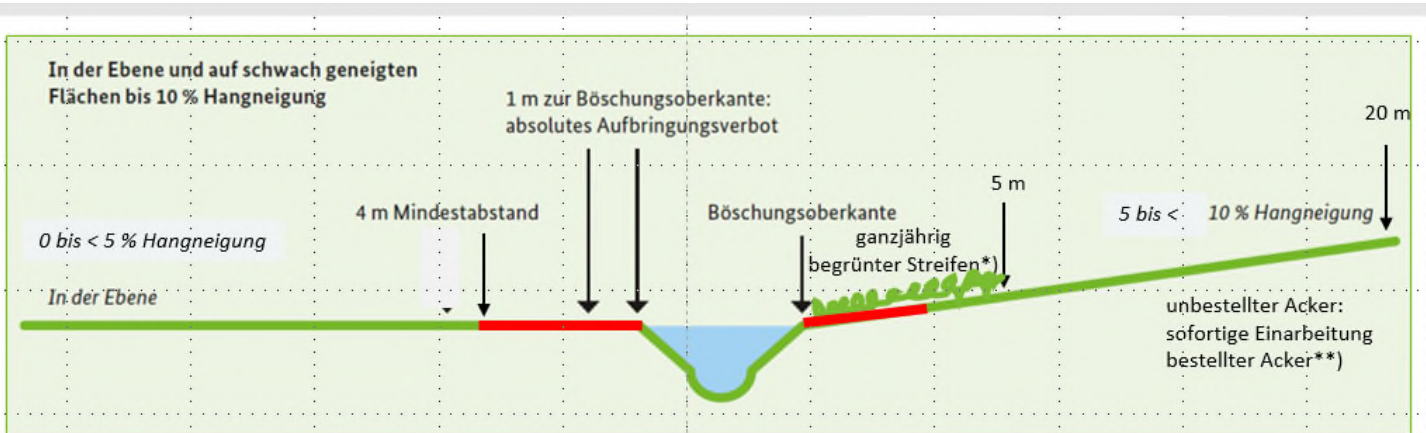 In der Ebene und auf schwach geneigten
Flächen bis 10 % Hangneigung
1 m zur Böschungsoberkante:
absolutes Aufbringungsverbot
20 m
5 m
4 m Mindestabstand
Böschungsoberkante
5 bis < 10 % Hangneigung
0 bis < 5 % Hangneigung
ganzjährig
begrünter Streifen*)
In der Ebene
unbestellter Acker:
sofortige Einarbeitung
bestellter Acker**)